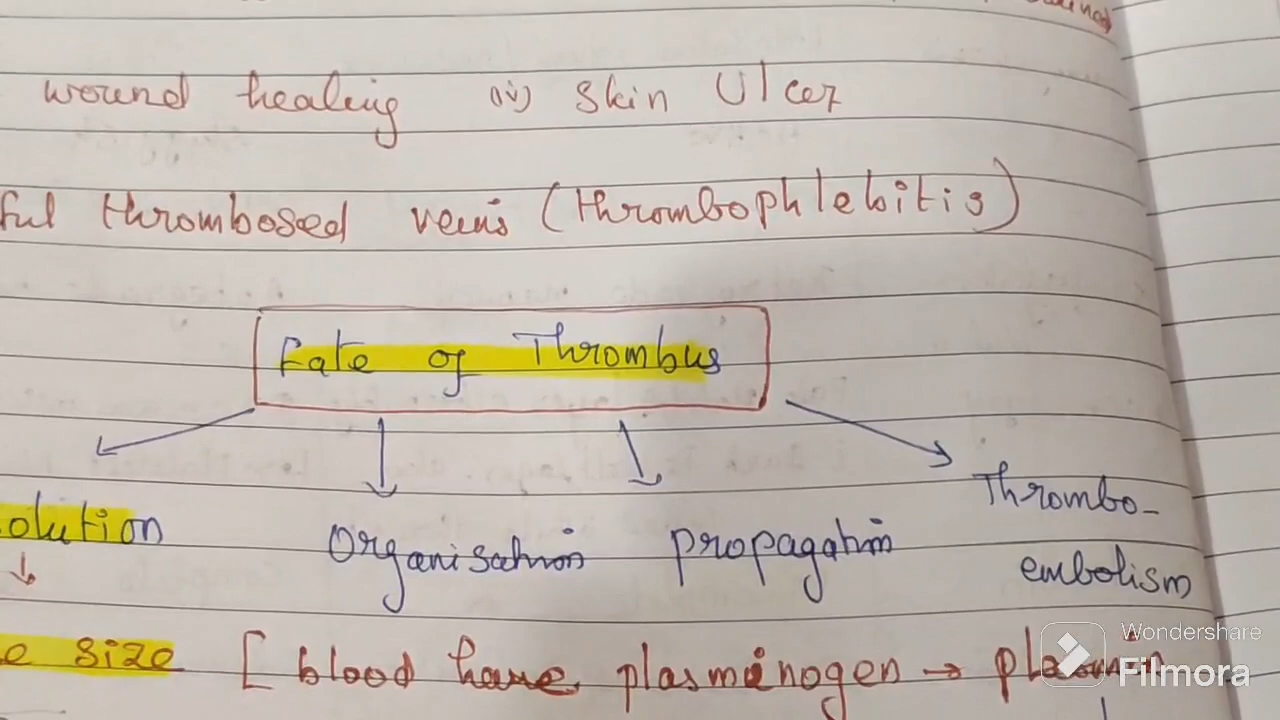 wound healing (iv) Skin Ulcer
ful thrombosed veins (thrombophlebitis)
Fate of Thrombus
olution Organisation propagation Thrombo-
embolism
e size [ blood have plasminogen → plasmin
Wondershare
Filmora